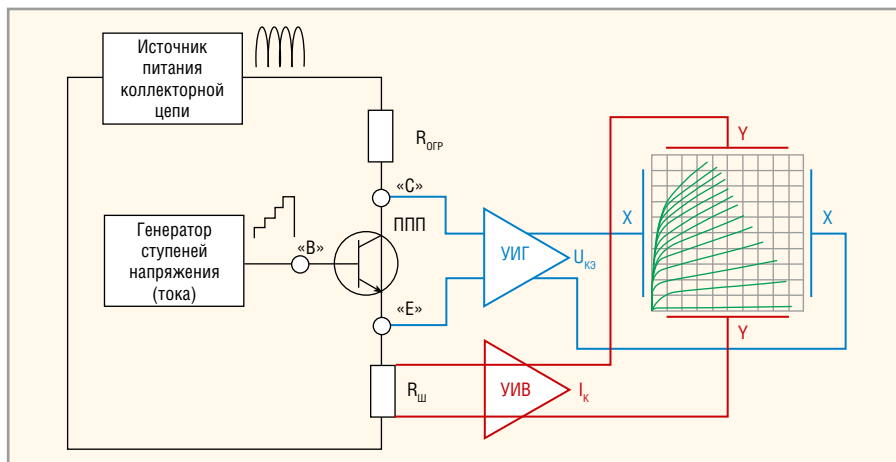 Источник
питания
коллекторной
цепи
R_ОГР
«C»
ППП
Генератор
ступеней
напряжения
(тока)
«B»
«E»
R_Ш
УИГ
U_КЭ
УИВ
I_К
Y
X
X
Y